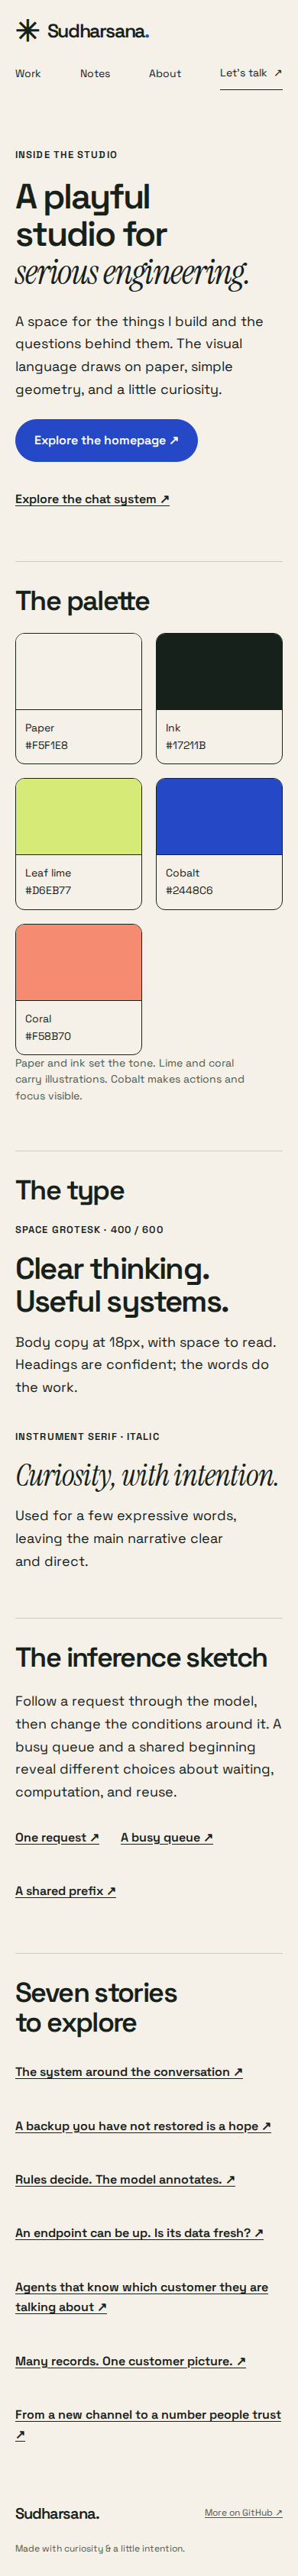 Sudharsana.
Work Notes About Let's talk ↗
INSIDE THE STUDIO
A playful
studio for
serious engineering.
A space for the things I build and the
questions behind them. The visual
language draws on paper, simple
geometry, and a little curiosity.
Explore the homepage ↗
Explore the chat system ↗
The palette
Paper
#F5F1E8
Ink
#17211B
Leaf lime
#D6EB77
Cobalt
#2448C6
Coral
#F58B70
Paper and ink set the tone. Lime and coral
carry illustrations. Cobalt makes actions and
focus visible.
The type
SPACE GROTESK · 400 / 600
Clear thinking.
Useful systems.
Body copy at 18px, with space to read.
Headings are confident; the words do
the work.
INSTRUMENT SERIF · ITALIC
Curiosity, with intention.
Used for a few expressive words,
leaving the main narrative clear
and direct.
The inference sketch
Follow a request through the model,
then change the conditions around it. A
busy queue and a shared beginning
reveal different choices about waiting,
computation, and reuse.
One request ↗ A busy queue ↗
A shared prefix ↗
Seven stories
to explore
The system around the conversation ↗
A backup you have not restored is a hope ↗
Rules decide. The model annotates. ↗
An endpoint can be up. Is its data fresh? ↗
Agents that know which customer they are
talking about ↗
Many records. One customer picture. ↗
From a new channel to a number people trust
↗
Sudharsana. More on GitHub ↗
Made with curiosity & a little intention.